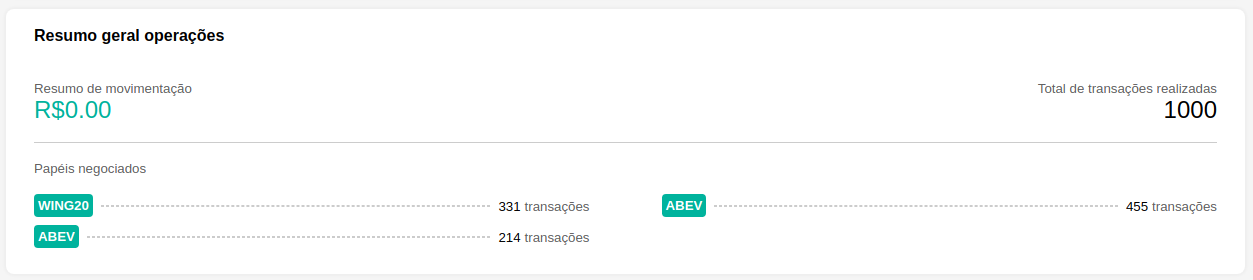 Resumo geral operações
Resumo de movimentação
R$0.00
Total de transações realizadas
1000
Papéis negociados
WING20 331 transações
ABEV 455 transações
ABEV 214 transações